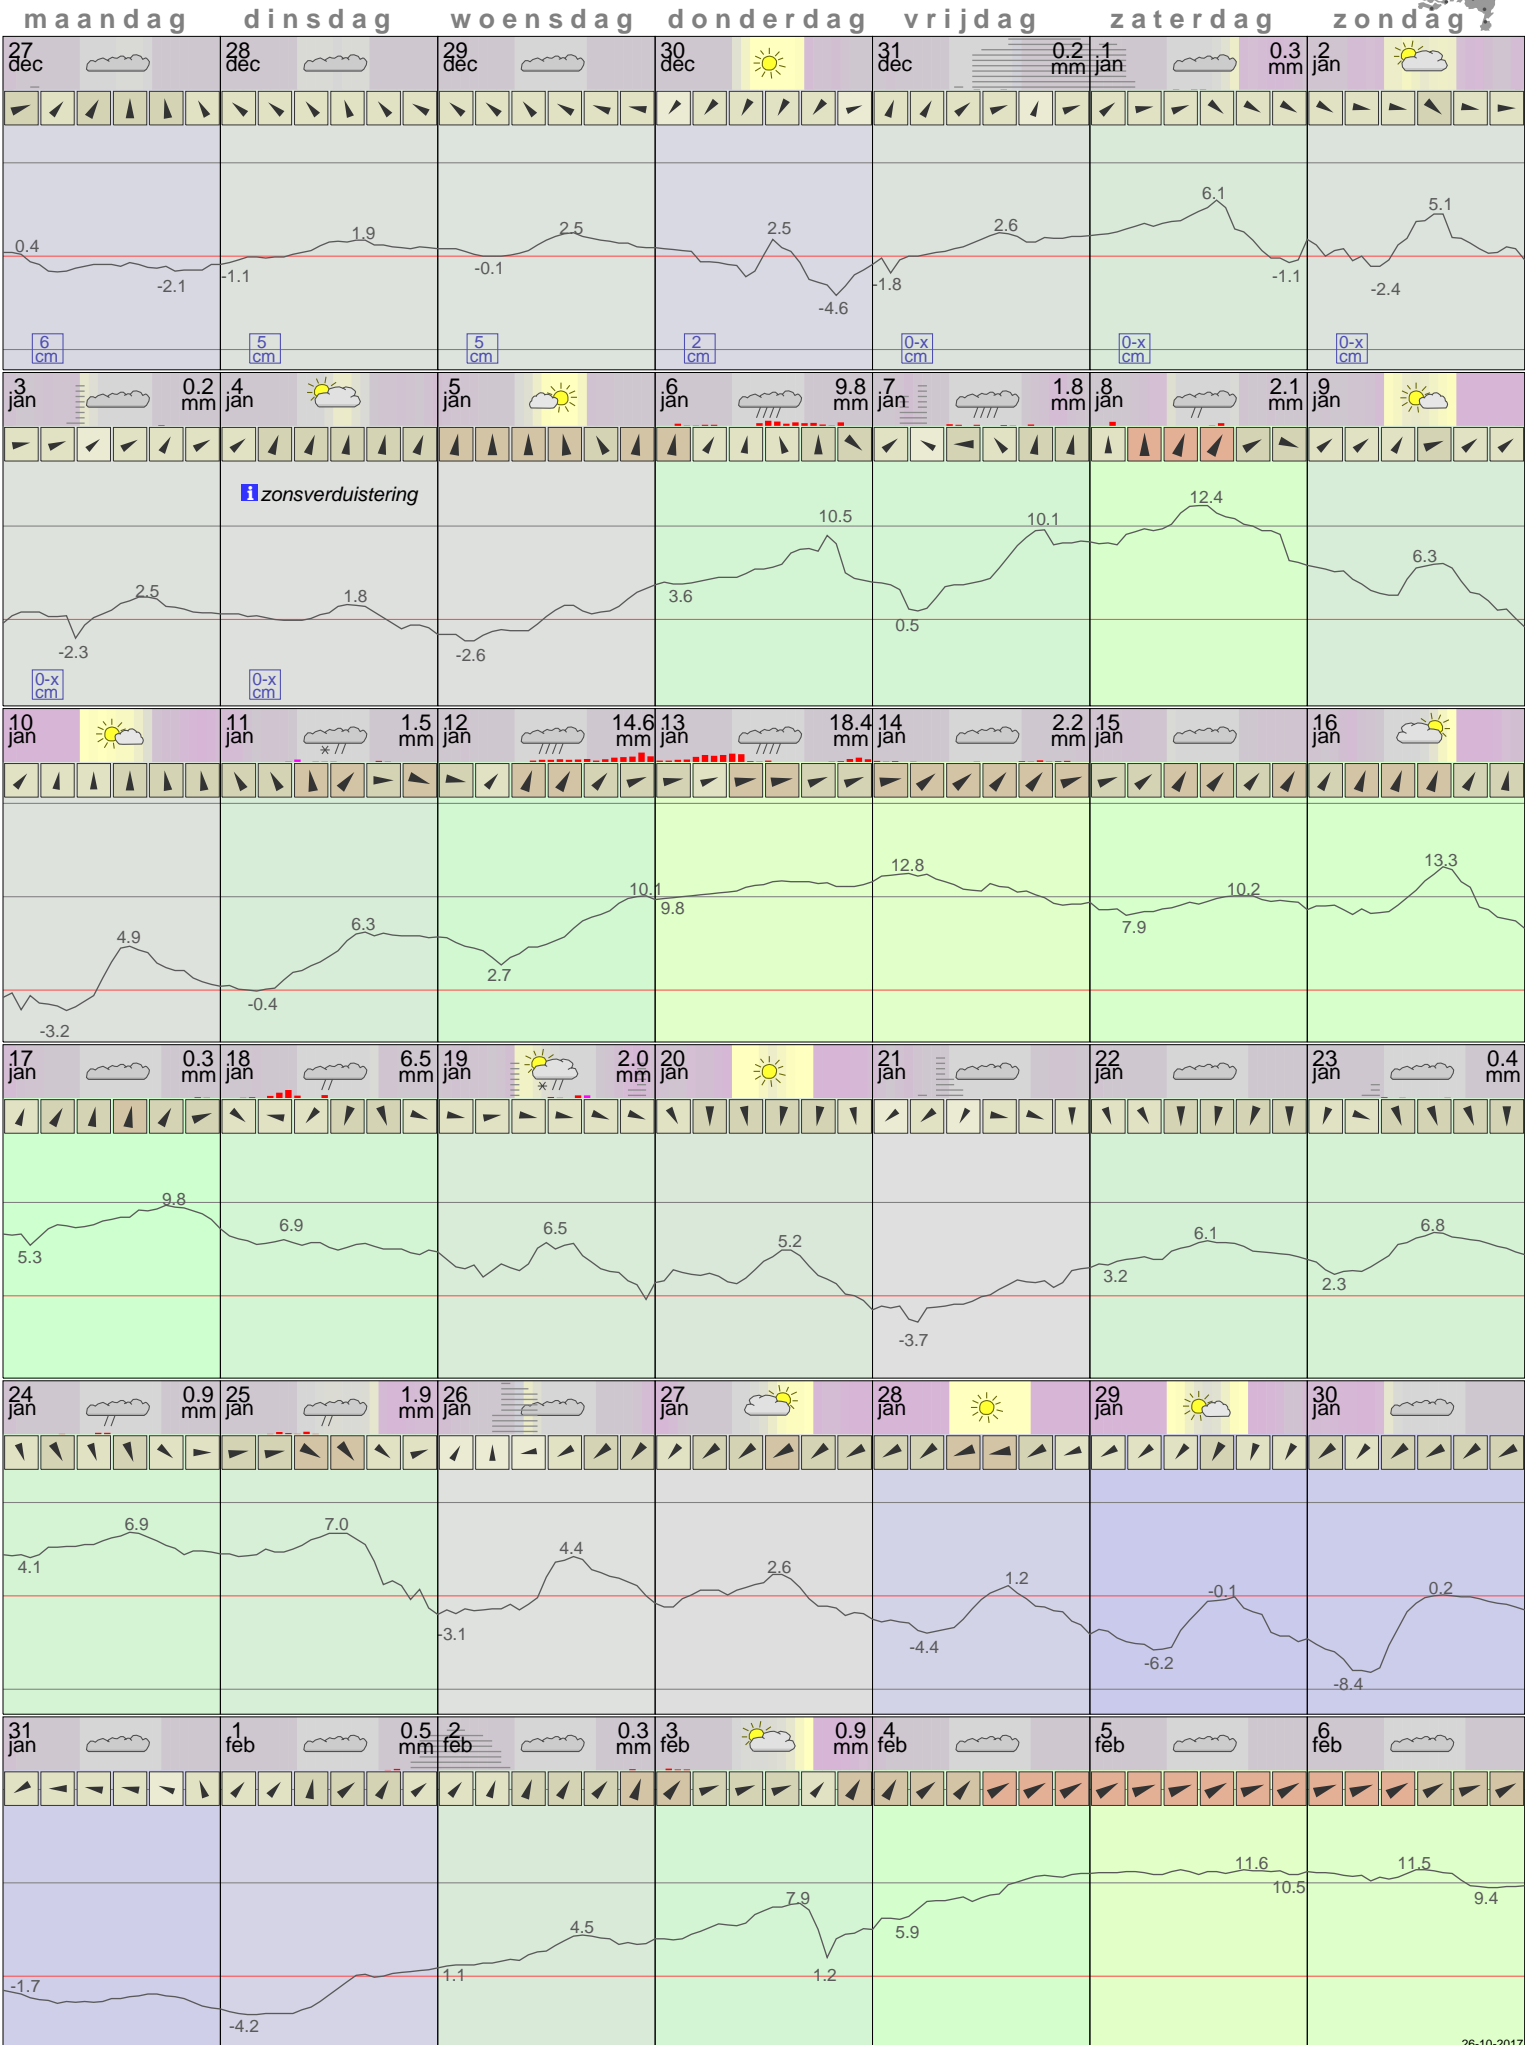 maandag dinsdag woensdag donderdag vrijdag zaterdag zondag
27 dec 28 dec 29 dec 30 dec 31 dec 0.2 mm 1 jan 0.3 mm 2 jan
0.4 -2.1 -1.1 1.9 -0.1 2.5 2.5 -4.6 -1.8 2.6 6.1 -1.1 -2.4 5.1
6 cm 5 cm 5 cm 2 cm 0-x cm 0-x cm 0-x cm
3 jan 0.2 mm 4 jan 5 jan 6 jan 9.8 mm 7 jan 1.8 mm 8 jan 2.1 mm 9 jan
i zonsverduistering
-2.3 2.5 1.8 -2.6 3.6 10.5 0.5 10.1 12.4 6.3
0-x cm 0-x cm
10 jan 11 jan 1.5 mm 12 jan 14.6 mm 13 jan 18.4 mm 14 jan 2.2 mm 15 jan 16 jan
-3.2 4.9 -0.4 6.3 2.7 10.1 9.8 12.8 7.9 10.2 13.3
17 jan 0.3 mm 18 jan 6.5 mm 19 jan 2.0 mm 20 jan 21 jan 22 jan 23 jan 0.4 mm
5.3 9.8 6.9 6.5 5.2 -3.7 3.2 6.1 2.3 6.8
24 jan 0.9 mm 25 jan 1.9 mm 26 jan 27 jan 28 jan 29 jan 30 jan
4.1 6.9 7.0 -3.1 4.4 2.6 -4.4 1.2 -6.2 -0.1 -8.4 0.2
31 jan 1 feb 0.5 mm 2 feb 0.3 mm 3 feb 0.9 mm 4 feb 5 feb 6 feb
-1.7 -4.2 1.1 4.5 7.9 1.2 5.9 11.6 10.5 11.5 9.4
26-10-2017